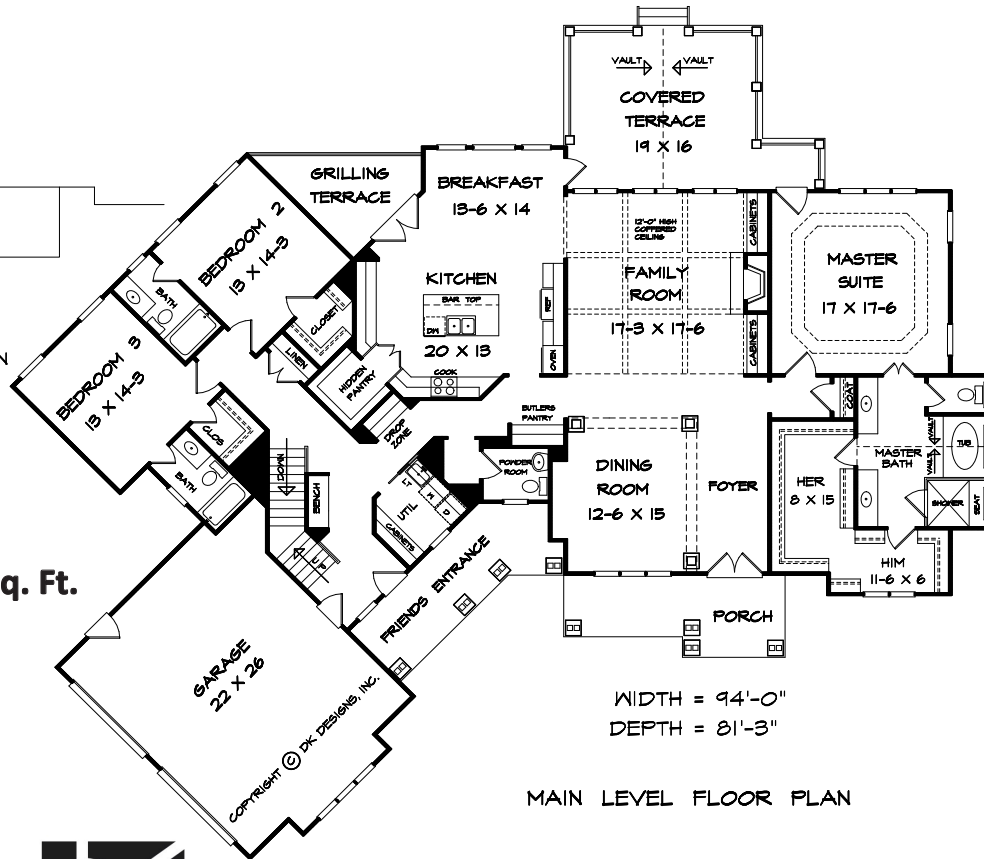 VAULT
VAULT
COVERED
TERRACE
19 X 16
GRILLING
TERRACE
BREAKFAST
13-6 X 14
12'-0" HIGH
COFFERED
CEILING
CABINETS
BEDROOM 2
13 X 14-3
KITCHEN
BAR TOP
DW
20 X 13
COOK
REF
OVEN
FAMILY
ROOM
17-3 X 17-6
CABINETS
MASTER
SUITE
17 X 17-6
BATH
CLOSET
LINEN
HIDDEN
PANTRY
BEDROOM 3
13 X 14-3
CLOS
BATH
DROP
ZONE
BUTLERS
PANTRY
COAT
VAULT
VAULT
TUB
MASTER
BATH
SHOWER
SEAT
HER
8 X 15
HIM
11-6 X 6
DOWN
BENCH
UP
LT
W
D
UTIL
CABINETS
POWDER
ROOM
DINING
ROOM
12-6 X 15
FOYER
FRIENDS ENTRANCE
PORCH
q. Ft.
GARAGE
22 X 26
COPYRIGHT © DK DESIGNS, INC.
WIDTH = 94'-0"
DEPTH = 81'-3"
MAIN LEVEL FLOOR PLAN